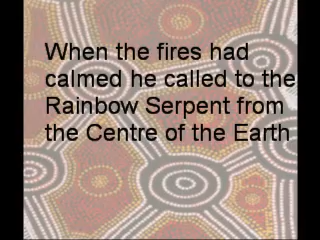 When the fires had
calmed he called to the
Rainbow Serpent from
the Centre of the Earth